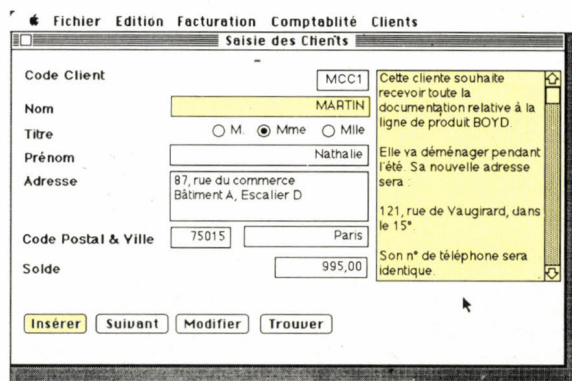 Fichier Edition Facturation Comptablité Clients
Saisie des Clients
Code Client MCC1
Nom MARTIN
Titre M. Mme Mlle
Prénom Nathalie
Adresse 87, rue du commerce
Bâtiment A, Escalier D
Code Postal & Ville 75015 Paris
Solde 995,00
Cette cliente souhaite
recevoir toute la
documentation relative à la
ligne de produit BOYD.
Elle va déménager pendant
l'été. Sa nouvelle adresse
sera :
121, rue de Vaugirard, dans
le 15°.
Son n° de téléphone sera
identique.
Insérer Suivant Modifier Trouver